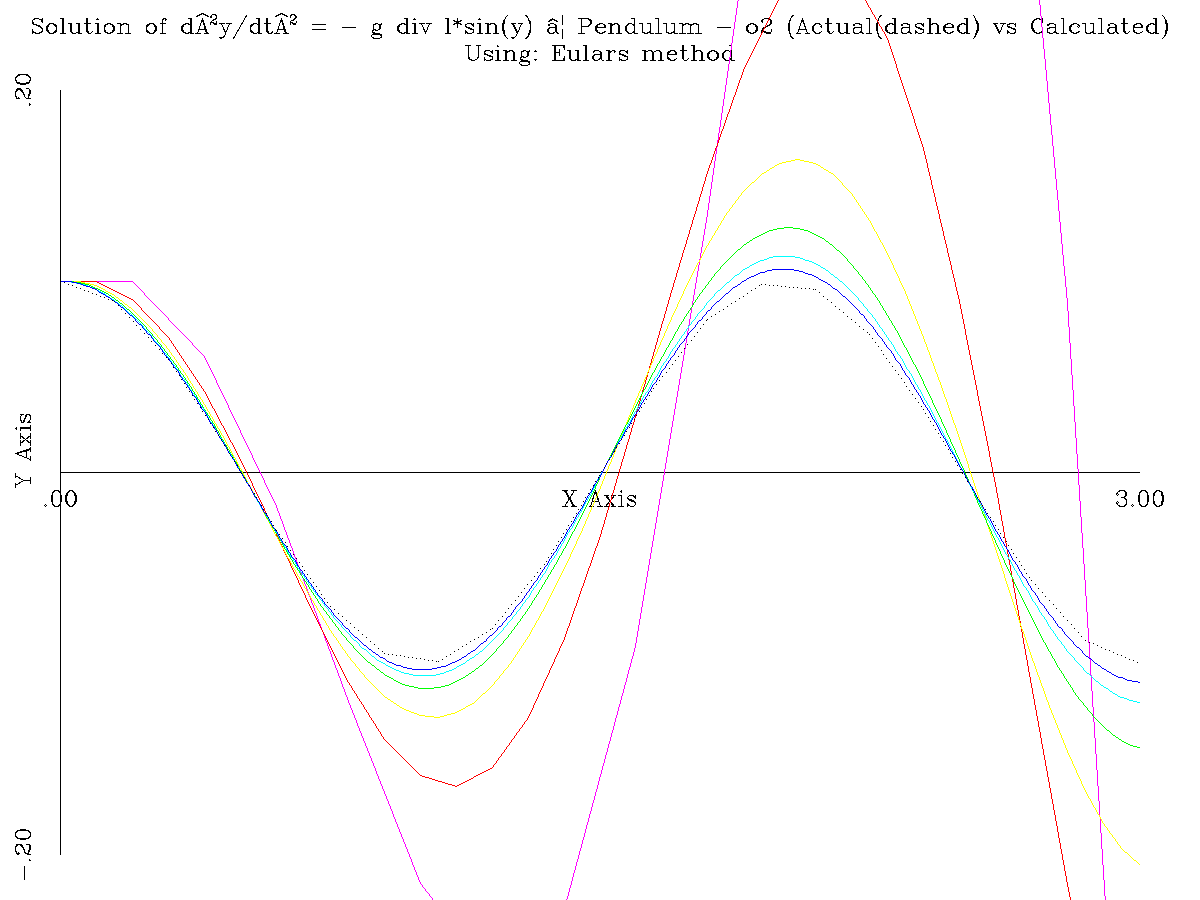 Solution of dÂ²y/dtÂ² = − g div l*sin(y) â¦ Pendulum − o2 (Actual(dashed) vs Calculated)
Using: Eulars method
.20
Y Axis
.00
X Axis
3.00
−.20